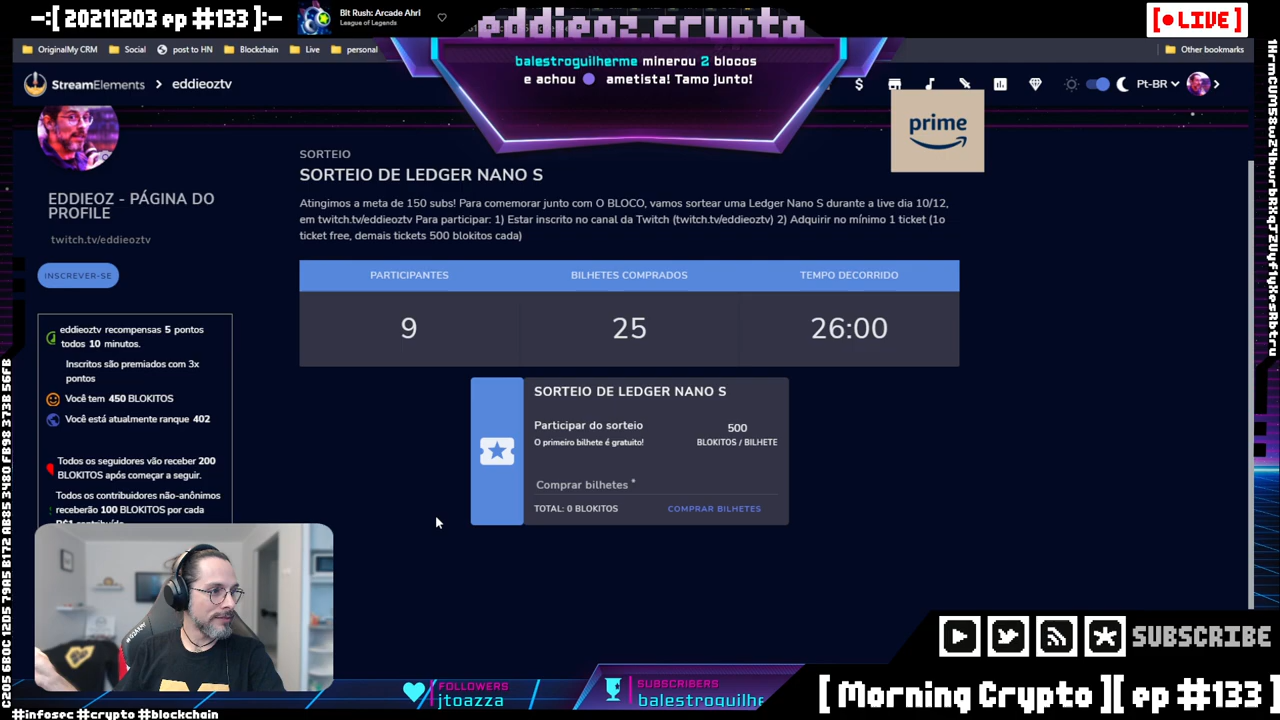 -:[ 20211203 ep #133 ]:-
Bit Rush: Arcade Ahri
League of Legends
eddieoz.crypto
[● LIVE ]
OriginalMy CRM
Social
post to HN
Blockchain
Live
personal
Other bookmarks
balestroguilherme minerou 2 blocos
e achou ametista! Tamo junto!
StreamElements
eddieoztv
Pt-BR
prime
EDDIEOZ - PÁGINA DO
PROFILE
twitch.tv/eddieoztv
INSCREVER-SE
SORTEIO
SORTEIO DE LEDGER NANO S
Atingimos a meta de 150 subs! Para comemorar junto com O BLOCO, vamos sortear uma Ledger Nano S durante a live dia 10/12,
em twitch.tv/eddieoztv Para participar: 1) Estar inscrito no canal da Twitch (twitch.tv/eddieoztv) 2) Adquirir no mínimo 1 ticket (1o
ticket free, demais tickets 500 blokitos cada)
PARTICIPANTES
BILHETES COMPRADOS
TEMPO DECORRIDO
9
25
26:00
eddieoztv recompensas 5 pontos
todos 10 minutos.
Inscritos são premiados com 3x
pontos
Você tem 450 BLOKITOS
Você está atualmente ranque 402
Todos os seguidores vão receber 200
BLOKITOS após começar a seguir.
Todos os contribuidores não-anônimos
receberão 100 BLOKITOS por cada
R$1 contribuída
SORTEIO DE LEDGER NANO S
Participar do sorteio
O primeiro bilhete é gratuito!
500
BLOKITOS / BILHETE
Comprar bilhetes *
TOTAL: 0 BLOKITOS
COMPRAR BILHETES
SUBSCRIBE
FOLLOWERS
jtoazza
SUBSCRIBERS
balestroguilhe
[ Morning Crypto ][ ep #133 ]
#infosec #crypto #blockchain